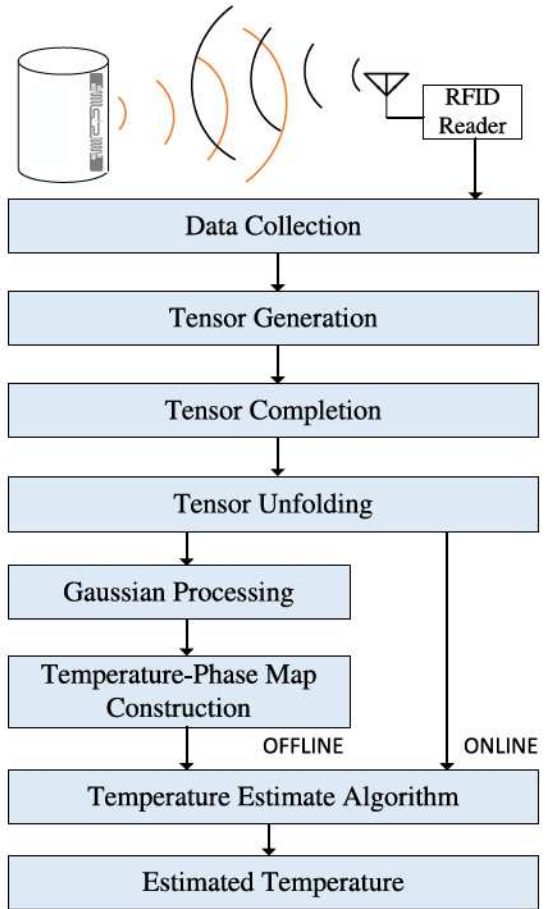 RFID
Reader
Data Collection
Tensor Generation
Tensor Completion
Tensor Unfolding
Gaussian Processing
Temperature-Phase Map
Construction
OFFLINE
ONLINE
Temperature Estimate Algorithm
Estimated Temperature